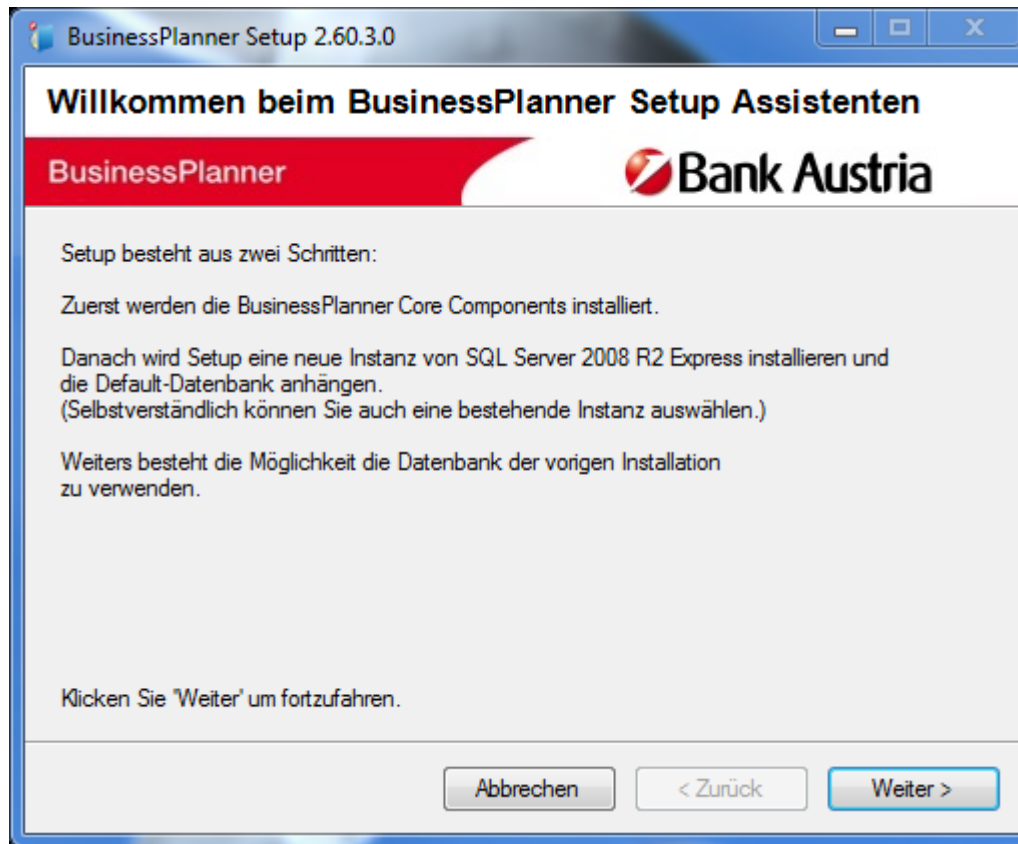 BusinessPlanner Setup 2.60.3.0
Willkommen beim BusinessPlanner Setup Assistenten
BusinessPlanner
Bank Austria
Setup besteht aus zwei Schritten:
Zuerst werden die BusinessPlanner Core Components installiert.
Danach wird Setup eine neue Instanz von SQL Server 2008 R2 Express installieren und
die Default-Datenbank anhängen.
(Selbstverständlich können Sie auch eine bestehende Instanz auswählen.)
Weiters besteht die Möglichkeit die Datenbank der vorigen Installation
zu verwenden.
Klicken Sie 'Weiter' um fortzufahren.
Abbrechen
< Zurück
Weiter >